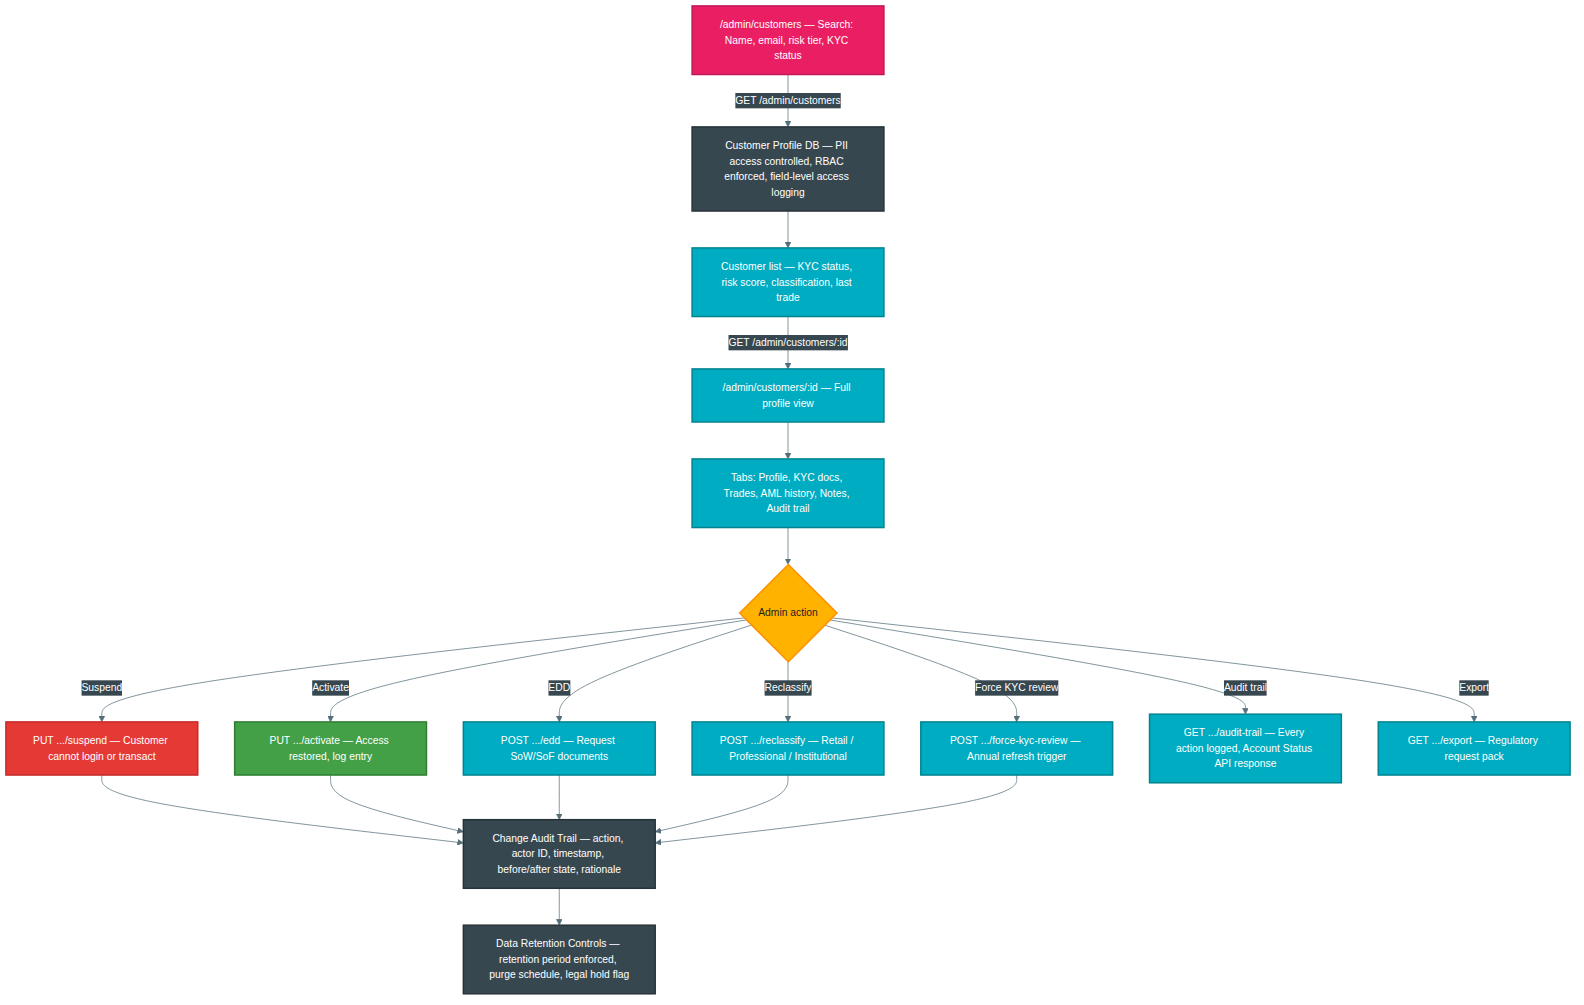 /admin/customers — Search:
Name, email, risk tier, KYC
status
GET /admin/customers
Customer Profile DB — PII
access controlled, RBAC
enforced, field-level access
logging
Customer list — KYC status,
risk score, classification, last
trade
GET /admin/customers/:id
/admin/customers/:id — Full
profile view
Tabs: Profile, KYC docs,
Trades, AML history, Notes,
Audit trail
Admin action
Suspend
Activate
EDD
Reclassify
Force KYC review
Audit trail
Export
PUT .../suspend — Customer
cannot login or transact
PUT .../activate — Access
restored, log entry
POST .../edd — Request
SoW/SoF documents
POST .../reclassify — Retail /
Professional / Institutional
POST .../force-kyc-review —
Annual refresh trigger
GET .../audit-trail — Every
action logged, Account Status
API response
GET .../export — Regulatory
request pack
Change Audit Trail — action,
actor ID, timestamp,
before/after state, rationale
Data Retention Controls —
retention period enforced,
purge schedule, legal hold flag